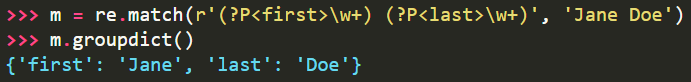 >>> m = re.match(r'(?P<first>\w+) (?P<last>\w+)', 'Jane Doe')
>>> m.groupdict()
{'first': 'Jane', 'last': 'Doe'}